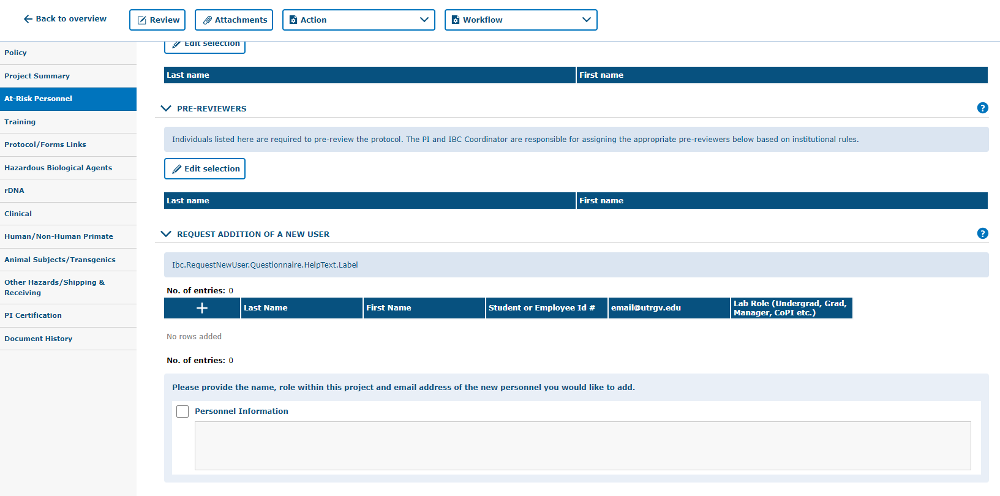 Back to overview
Review
Attachments
Action
Workflow
Policy
Project Summary
At-Risk Personnel
Training
Protocol/Forms Links
Hazardous Biological Agents
rDNA
Clinical
Human/Non-Human Primate
Animal Subjects/Transgenics
Other Hazards/Shipping &
Receiving
PI Certification
Document History
Edit selection
Last name
First name
PRE-REVIEWERS
?
Individuals listed here are required to pre-review the protocol. The PI and IBC Coordinator are responsible for assigning the appropriate pre-reviewers below based on institutional rules.
Edit selection
Last name
First name
REQUEST ADDITION OF A NEW USER
?
Ibc.RequestNewUser.Questionnaire.HelpText.Label
No. of entries: 0
Last Name
First Name
Student or Employee Id #
email@utrgv.edu
Lab Role (Undergrad, Grad,
Manager, CoPI etc.)
No rows added
No. of entries: 0
Please provide the name, role within this project and email address of the new personnel you would like to add.
Personnel Information